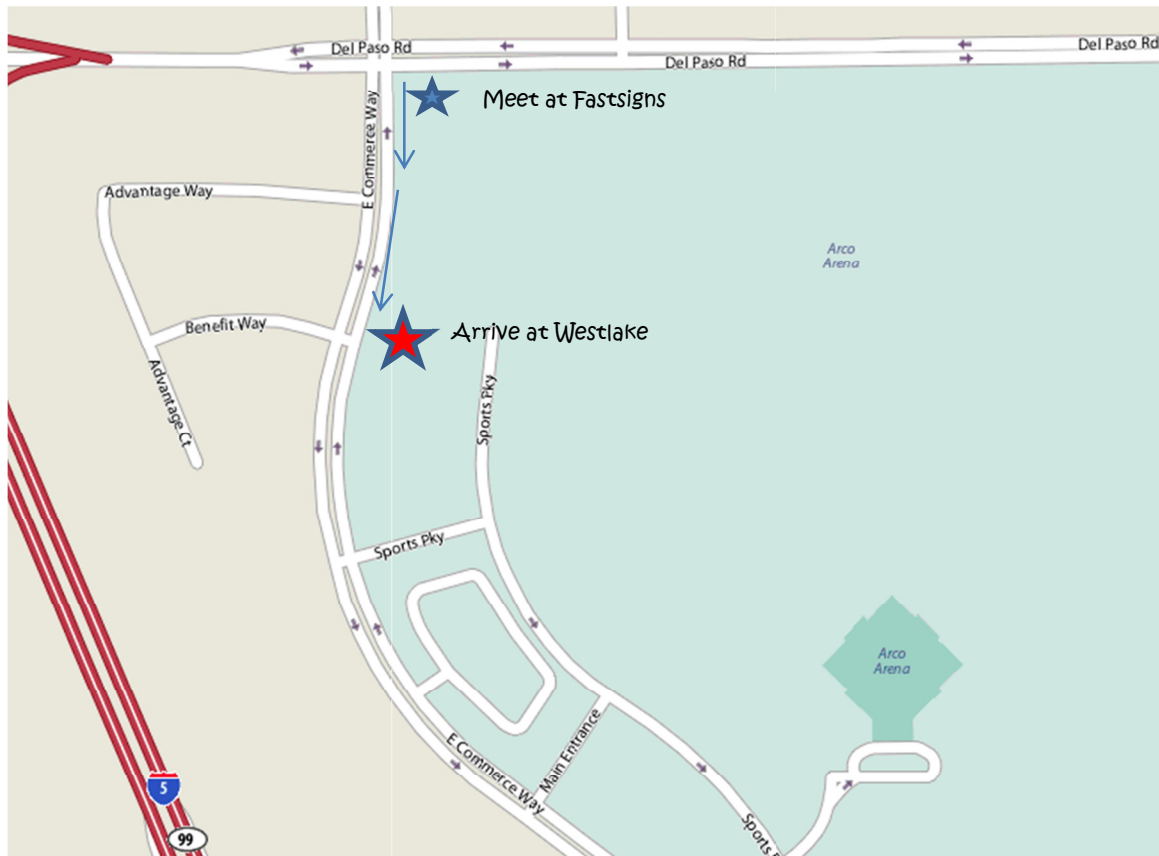 Del Paso Rd
Del Paso Rd
Del Paso Rd
Meet at Fastsigns
E Commerce Way
Advantage Way
Arco
Arena
Benefit Way
Arrive at Westlake
Advantage Ct
Sports Pky
Sports Pky
Arco
Arena
E Commerce Way
Main Entrance
5
99
Sports